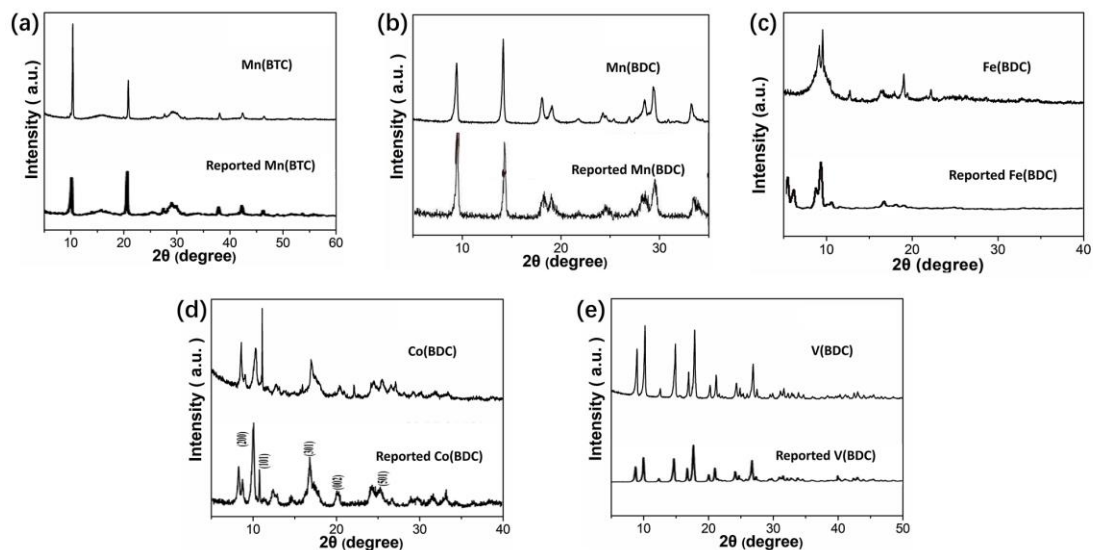 (a)
Intensity ( a.u.)
Mn(BTC)
Reported Mn(BTC)
10 20 30 40 50 60
2θ (degree)
(b)
Intensity ( a.u.)
Mn(BDC)
Reported Mn(BDC)
10 20 30
2θ (degree)
(c)
Intensity ( a.u.)
Fe(BDC)
Reported Fe(BDC)
10 20 30 40
2θ (degree)
(d)
Intensity ( a.u.)
Co(BDC)
Reported Co(BDC)
(200)
(101)
(301)
(002)
(501)
10 20 30 40
2θ (degree)
(e)
Intensity ( a.u.)
V(BDC)
Reported V(BDC)
10 20 30 40 50
2θ (degree)